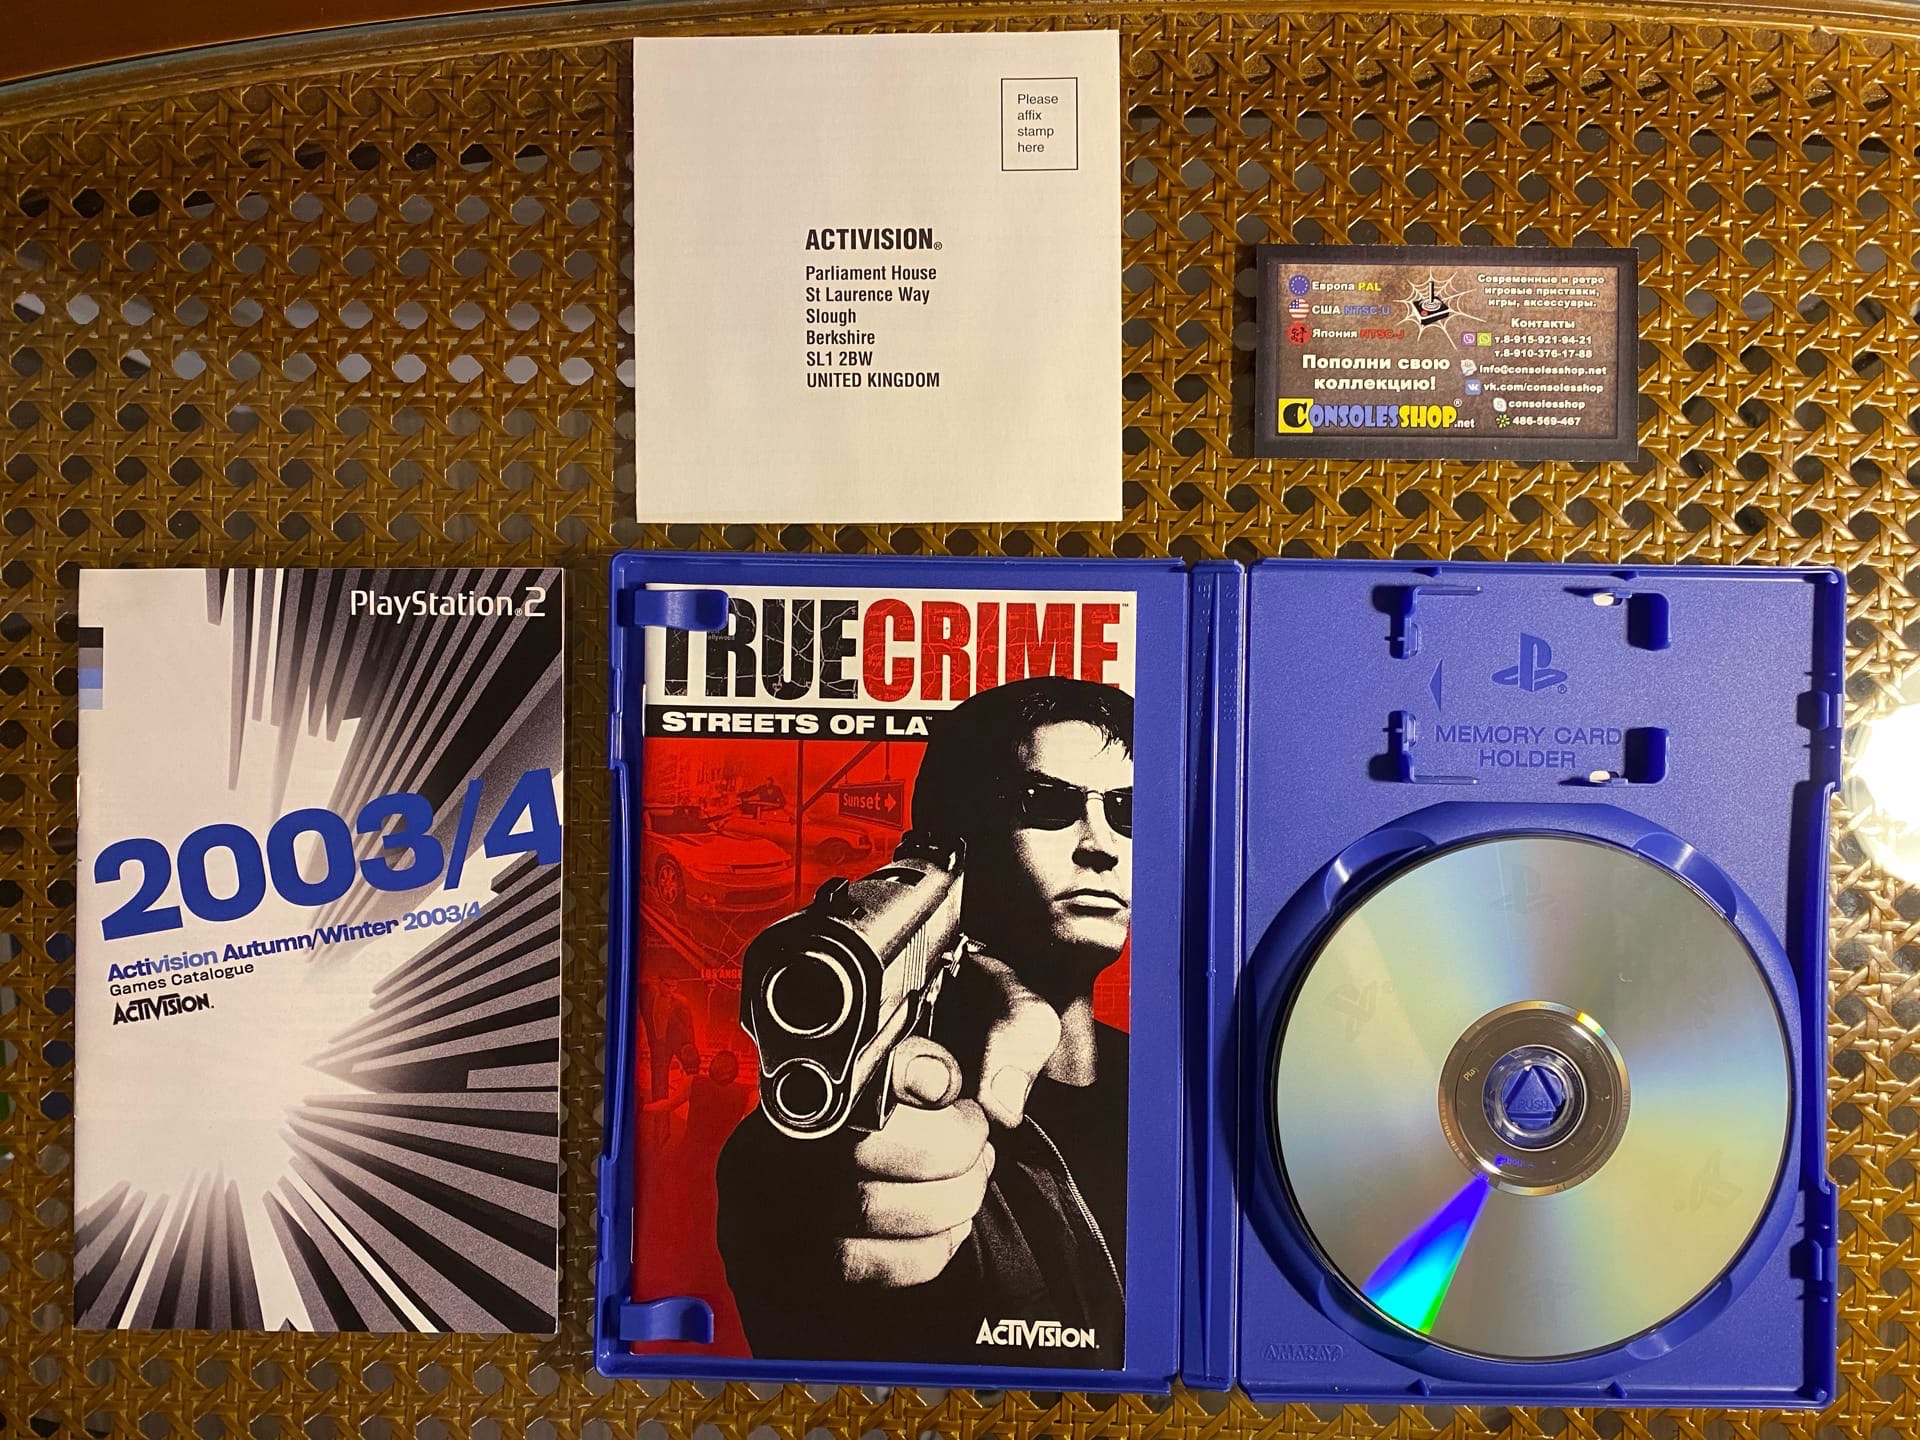 Please
affix
stamp
here
ACTIVISION®
Parliament House
St Laurence Way
Slough
Berkshire
SL1 2BW
UNITED KINGDOM
Европа PAL
США NTSC-U
Япония NTSC-J
Пополни свою
коллекцию!
CONSOLESSHOP®.net
Современные и ретро
игровые приставки,
игры, аксессуары.
Контакты
т.8-915-921-94-21
т.8-910-376-17-88
info@consolesshop.net
vk.com/consolesshop
consolesshop
486-569-467
PlayStation®2
2003/4
Activision Autumn/Winter 2003/4
Games Catalogue
ACTIVISION.
TRUE CRIME™
STREETS OF LA™
Sunset
ACTIVISION.
MEMORY CARD
HOLDER
PUSH
AMARAY